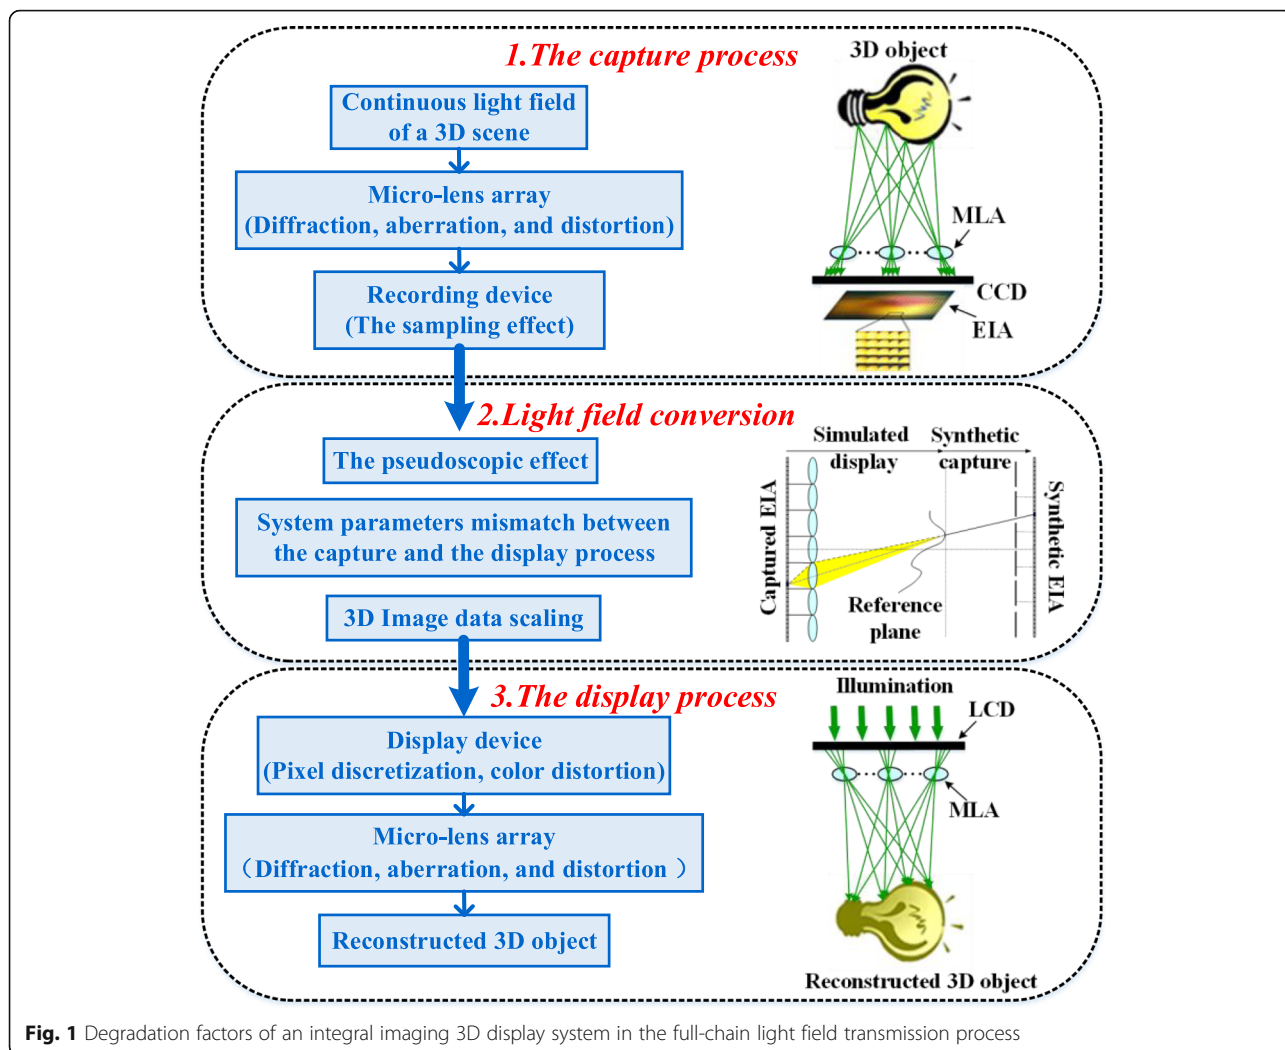 1.The capture process
Continuous light field
of a 3D scene
Micro-lens array
(Diffraction, aberration, and distortion)
Recording device
(The sampling effect)
3D object
MLA
CCD
EIA
2.Light field conversion
The pseudoscopic effect
System parameters mismatch between
the capture and the display process
3D Image data scaling
Simulated
display
Synthetic
capture
Captured EIA
Reference
plane
Synthetic EIA
3.The display process
Display device
(Pixel discretization, color distortion)
Micro-lens array
（Diffraction, aberration, and distortion ）
Reconstructed 3D object
Illumination
LCD
MLA
Reconstructed 3D object
Fig. 1 Degradation factors of an integral imaging 3D display system in the full-chain light field transmission process